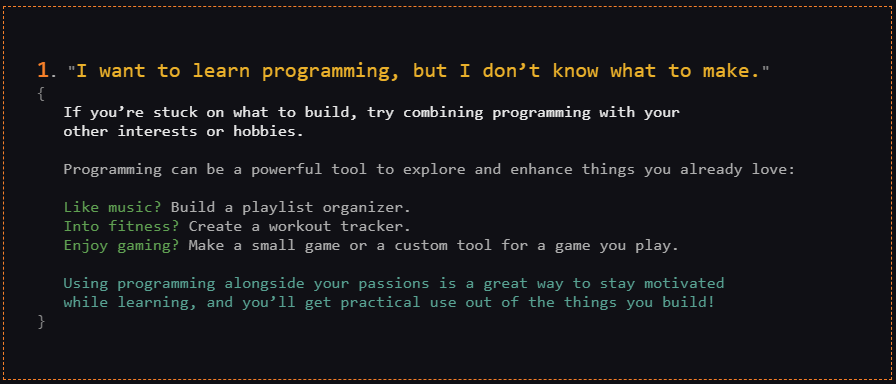 1. "I want to learn programming, but I don’t know what to make."
{
If you’re stuck on what to build, try combining programming with your
other interests or hobbies.
Programming can be a powerful tool to explore and enhance things you already love:
Like music? Build a playlist organizer.
Into fitness? Create a workout tracker.
Enjoy gaming? Make a small game or a custom tool for a game you play.
Using programming alongside your passions is a great way to stay motivated
while learning, and you’ll get practical use out of the things you build!
}